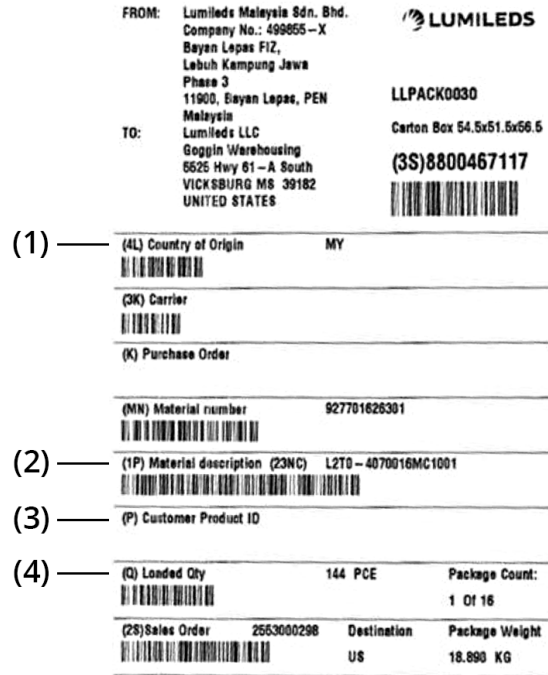 FROM: Lumileds Malaysia Sdn. Bhd.
Company No.: 499855-X
Bayan Lepas FIZ,
Lebuh Kampung Jawa
Phase 3
11900, Bayan Lepas, PEN
Malaysia
TO: Lumileds LLC
Goggin Warehousing
5525 Hwy 61-A South
VICKSBURG MS 39182
UNITED STATES
LUMILEDS
LLPACK0030
Carton Box 54.5x51.5x56.5
(3S)8800467117
(1) (4L) Country of Origin MY
(3K) Carrier
(K) Purchase Order
(MN) Material number 927701626301
(2) (1P) Material description (23NC) L2T0-4070016MC1001
(3) (P) Customer Product ID
(4) (Q) Loaded Qty 144 PCE Package Count:
1 Of 16
(2S)Sales Order 2553000298 Destination Package Weight
US 18.890 KG